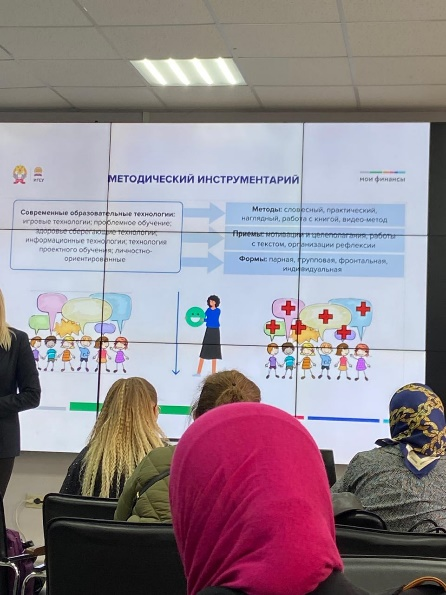 МЕТОДИЧЕСКИЙ ИНСТРУМЕНТАРИЙ
мои финансы
Современные образовательные технологии:
игровые технологии; проблемное обучение;
здоровье сберегающие технологии;
информационные технологии; технология
проектного обучения; личностно-
ориентированные
Методы: словесный, практический,
наглядный, работа с книгой, видео-метод
Приемы: мотивации и целеполагания, работы
с текстом, организации рефлексии
Формы: парная, групповая, фронтальная,
индивидуальная